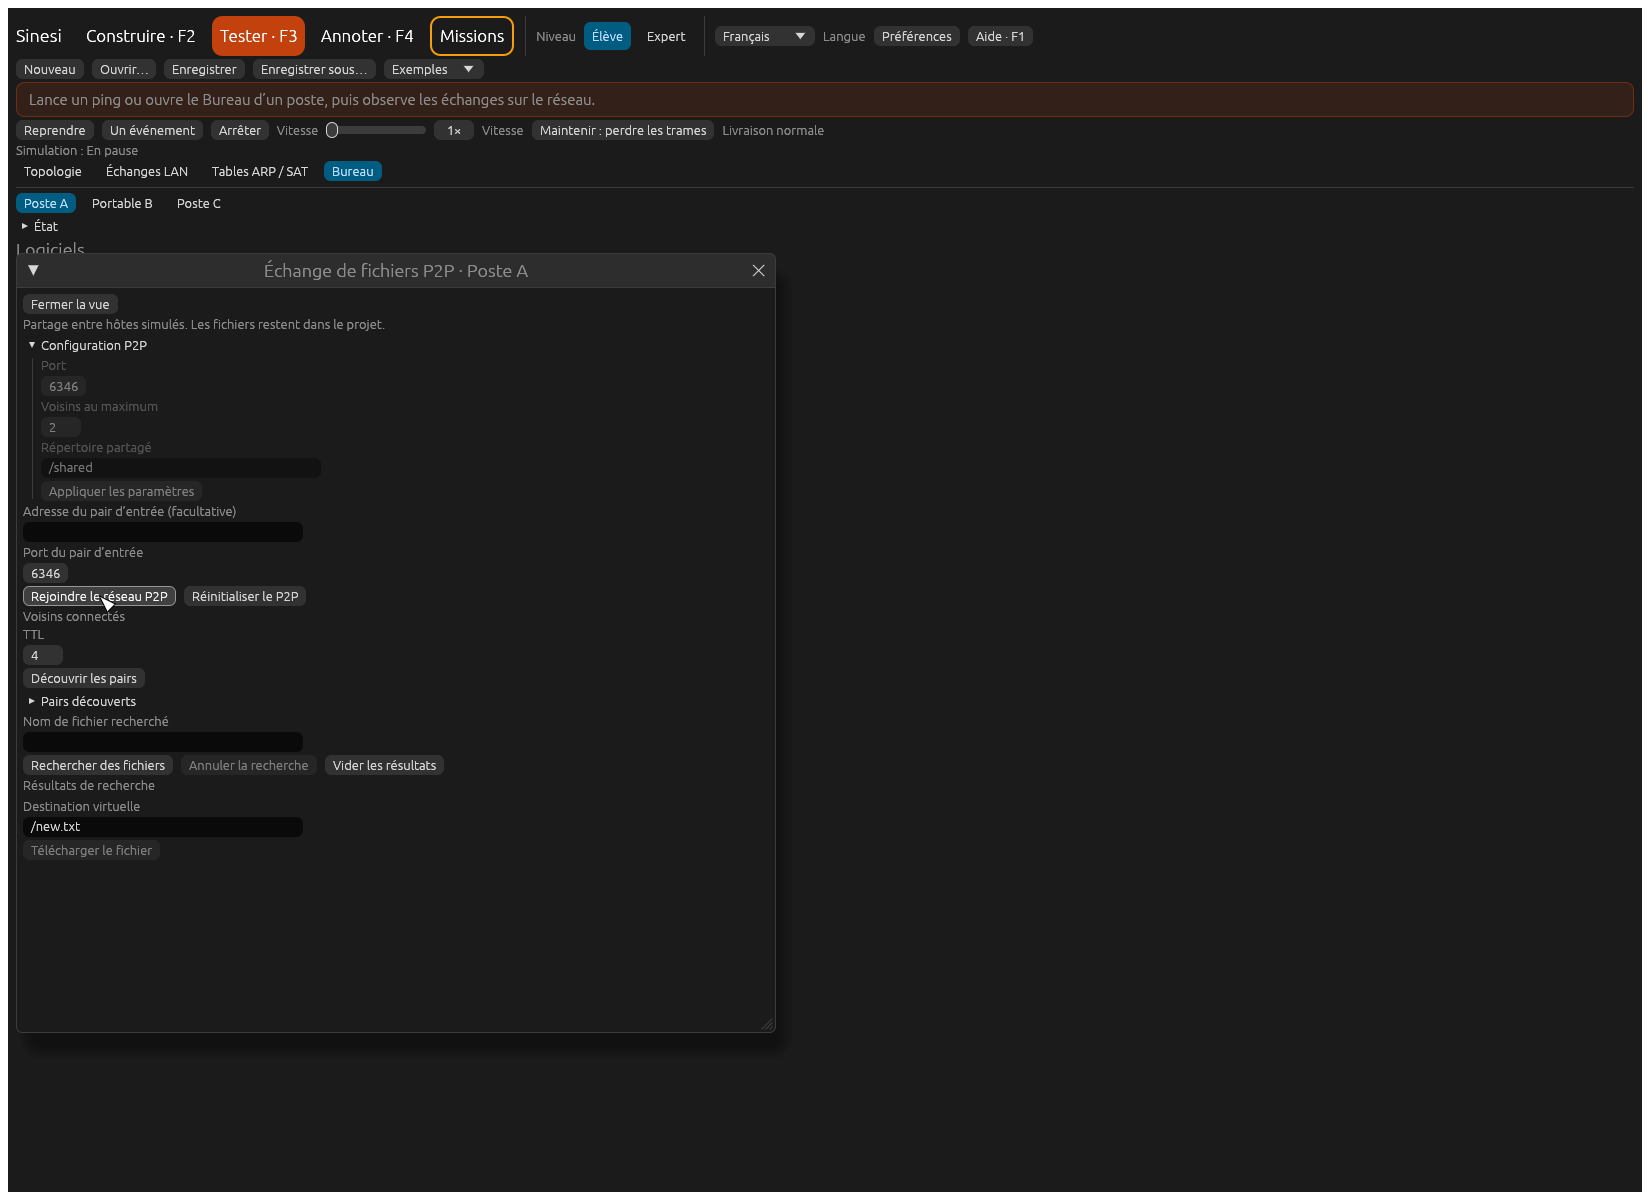 Sinesi Construire · F2 Tester · F3 Annoter · F4 Missions Niveau Élève Expert Français Langue Préférences Aide · F1
Nouveau Ouvrir… Enregistrer Enregistrer sous… Exemples
Lance un ping ou ouvre le Bureau d’un poste, puis observe les échanges sur le réseau.
Reprendre Un événement Arrêter Vitesse 1× Vitesse Maintenir : perdre les trames Livraison normale
Simulation : En pause
Topologie Échanges LAN Tables ARP / SAT Bureau
Poste A Portable B Poste C
État
Logiciels
Échange de fichiers P2P · Poste A
Fermer la vue
Partage entre hôtes simulés. Les fichiers restent dans le projet.
Configuration P2P
Port
6346
Voisins au maximum
2
Répertoire partagé
/shared
Appliquer les paramètres
Adresse du pair d’entrée (facultative)
Port du pair d’entrée
6346
Rejoindre le réseau P2P Réinitialiser le P2P
Voisins connectés
TTL
4
Découvrir les pairs
Pairs découverts
Nom de fichier recherché
Rechercher des fichiers Annuler la recherche Vider les résultats
Résultats de recherche
Destination virtuelle
/new.txt
Télécharger le fichier